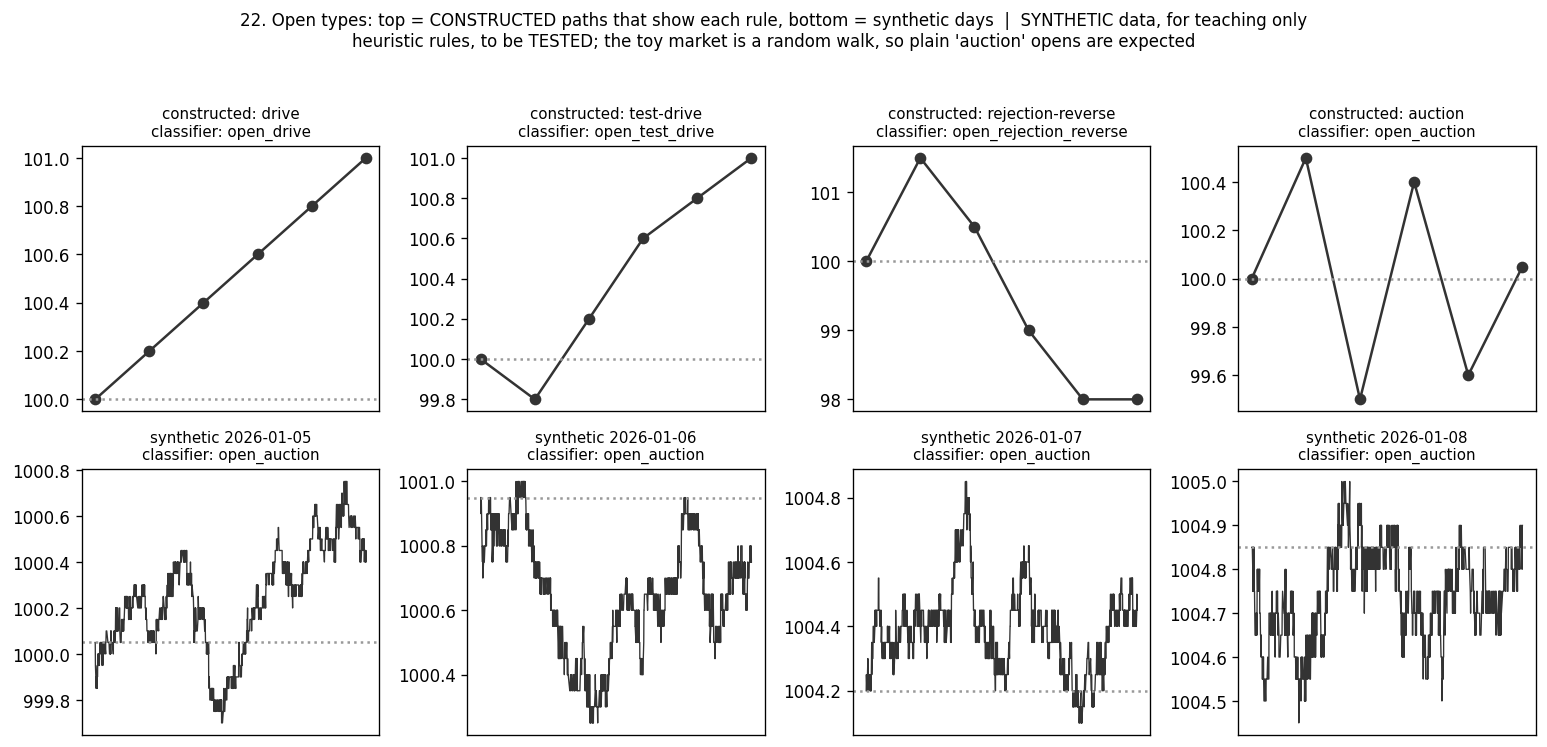 22. Open types: top = CONSTRUCTED paths that show each rule, bottom = synthetic days | SYNTHETIC data, for teaching only
heuristic rules, to be TESTED; the toy market is a random walk, so plain 'auction' opens are expected
constructed: drive
classifier: open_drive
101.0
100.8
100.6
100.4
100.2
100.0
constructed: test-drive
classifier: open_test_drive
101.0
100.8
100.6
100.4
100.2
100.0
99.8
constructed: rejection-reverse
classifier: open_rejection_reverse
101
100
99
98
constructed: auction
classifier: open_auction
100.4
100.2
100.0
99.8
99.6
synthetic 2026-01-05
classifier: open_auction
1000.8
1000.6
1000.4
1000.2
1000.0
999.8
synthetic 2026-01-06
classifier: open_auction
1001.0
1000.8
1000.6
1000.4
synthetic 2026-01-07
classifier: open_auction
1004.8
1004.6
1004.4
1004.2
synthetic 2026-01-08
classifier: open_auction
1005.0
1004.9
1004.8
1004.7
1004.6
1004.5